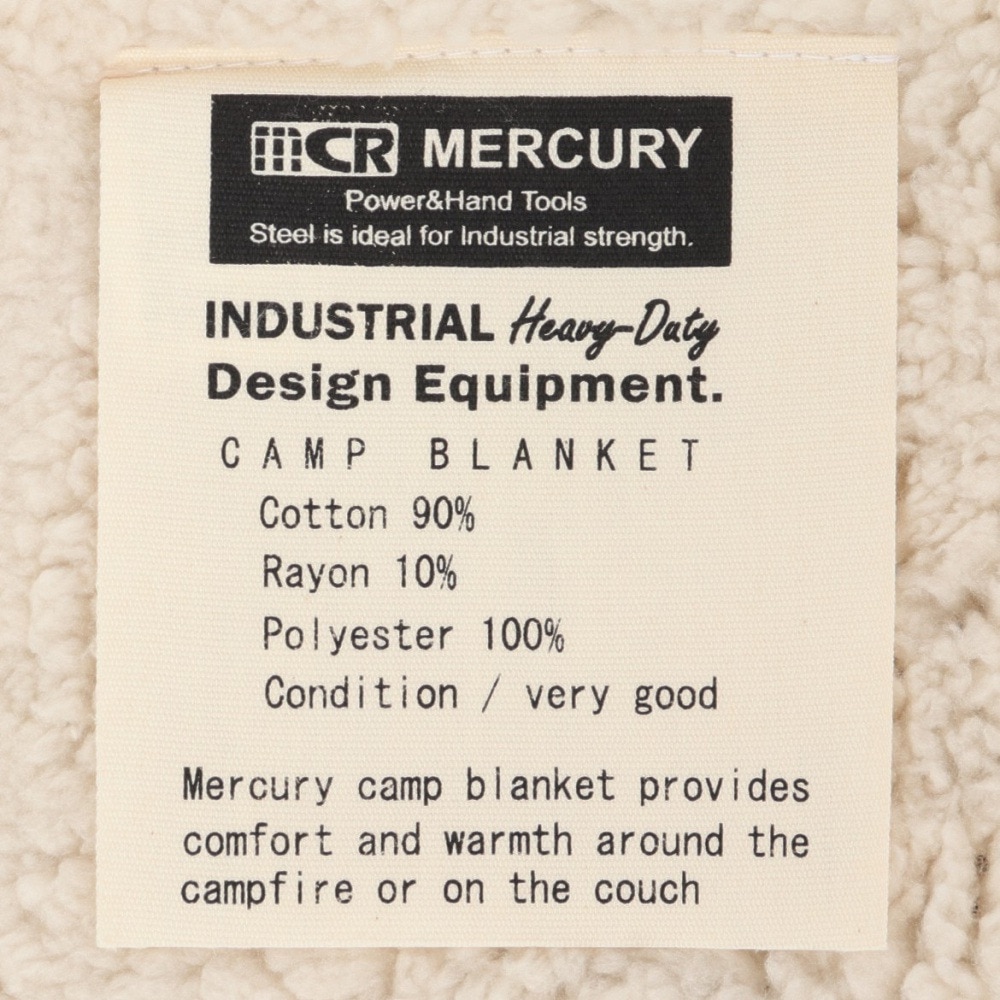 MCR MERCURY
Power&Hand Tools
Steel is ideal for Industrial strength.
INDUSTRIAL Heavy-Duty
Design Equipment.
CAMP BLANKET
Cotton 90%
Rayon 10%
Polyester 100%
Condition / very good
Mercury camp blanket provides
comfort and warmth around the
campfire or on the couch